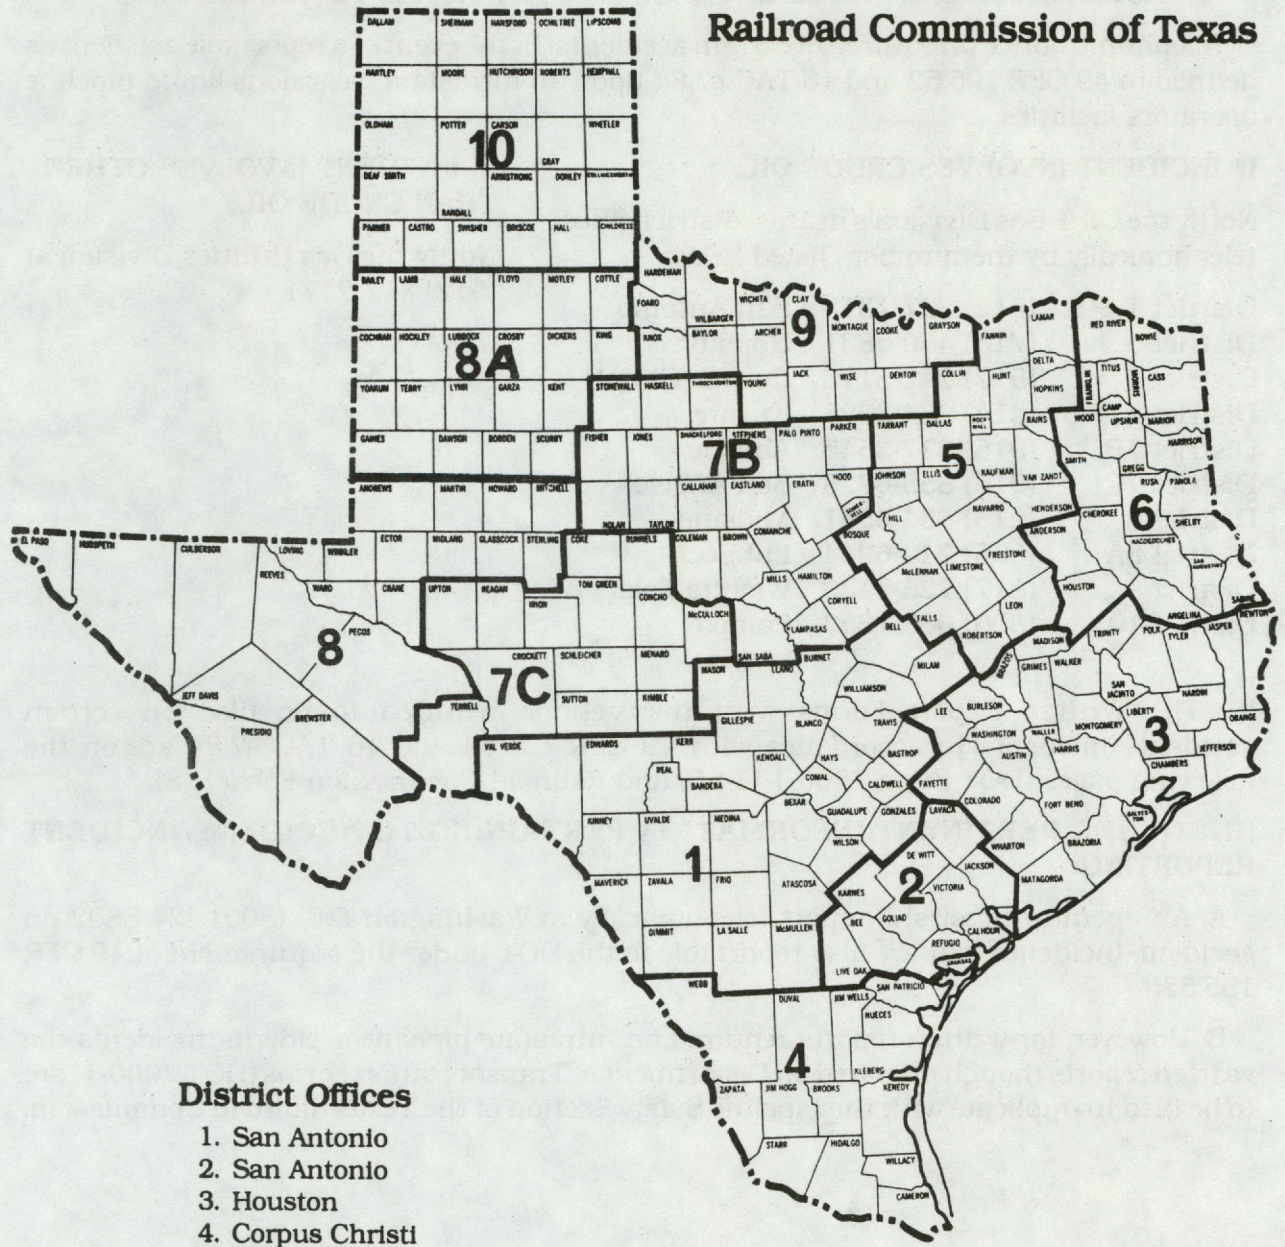 Railroad Commission of Texas
DALLAM SHERMAN HANSFORD OCHILTREE LIPSCOMB
HARTLEY MOORE HUTCHINSON ROBERTS HEMPHILL
OLDHAM POTTER CARSON WHEELER
10
GRAY
DEAF SMITH ARMSTRONG DONLEY COLLINGSWORTH
RANDALL
PARMER CASTRO SWISHER BRISCOE HALL CHILDRESS
BAILEY LAMB HALE FLOYD MOTLEY COTTLE
HARDEMAN
FOARD
WILBARGER WICHITA CLAY
COCHRAN HOCKLEY LUBBOCK CROSBY DICKENS KING
8A
KNOX BAYLOR ARCHER
9
MONTAGUE COOKE GRAYSON FANNIN LAMAR RED RIVER BOWIE
YOAKUM TERRY LYNN GARZA KENT STONEWALL HASKELL THROCKMORTON YOUNG JACK WISE DENTON COLLIN HUNT DELTA HOPKINS FRANKLIN TITUS MORRIS CASS
CAMP
GAINES DAWSON BORDEN SCURRY FISHER JONES SHACKELFORD STEPHENS PALO PINTO PARKER TARRANT DALLAS ROCKWALL RAINS WOOD UPSHUR MARION
HARRISON
7B
5
ANDREWS MARTIN HOWARD MITCHELL NOLAN TAYLOR CALLAHAN EASTLAND ERATH HOOD JOHNSON ELLIS KAUFMAN VAN ZANDT SMITH GREGG
RUSK PANOLA
SOMERVELL
6
EL PASO HUDSPETH CULBERSON LOVING WINKLER ECTOR MIDLAND GLASSCOCK STERLING COKE RUNNELS COLEMAN BROWN COMANCHE BOSQUE HILL NAVARRO HENDERSON ANDERSON CHEROKEE NACOGDOCHES SHELBY
REEVES WARD CRANE UPTON REAGAN IRION TOM GREEN CONCHO McCULLOCH MILLS HAMILTON CORYELL McLENNAN LIMESTONE FREESTONE LEON HOUSTON ANGELINA SAN AUGUSTINE SABINE NEWTON
8
PECOS
7C
CROCKETT SCHLEICHER MENARD MASON SAN SABA LAMPASAS LLANO BURNET BELL FALLS MILAM ROBERTSON BRAZOS MADISON GRIMES WALKER TRINITY POLK TYLER JASPER
JEFF DAVIS PRESIDIO BREWSTER TERRELL SUTTON KIMBLE GILLESPIE BLANCO WILLIAMSON TRAVIS LEE BURLESON WASHINGTON WALLER MONTGOMERY SAN JACINTO LIBERTY HARDIN ORANGE
3
VAL VERDE EDWARDS KERR KENDALL HAYS COMAL BASTROP CALDWELL FAYETTE AUSTIN HARRIS CHAMBERS JEFFERSON
REAL BANDERA BEXAR GUADALUPE GONZALES LAVACA COLORADO FORT BEND GALVESTON
KINNEY UVALDE MEDINA WILSON DE WITT JACKSON WHARTON BRAZORIA
1
2
MAVERICK ZAVALA FRIO ATASCOSA KARNES VICTORIA MATAGORDA
DIMMIT LA SALLE McMULLEN BEE GOLIAD CALHOUN
LIVE OAK REFUGIO ARANSAS
WEBB DUVAL JIM WELLS SAN PATRICIO
NUECES
4
KLEBERG
ZAPATA JIM HOGG BROOKS KENEDY
STARR HIDALGO WILLACY
CAMERON
District Offices
1. San Antonio
2. San Antonio
3. Houston
4. Corpus Christi